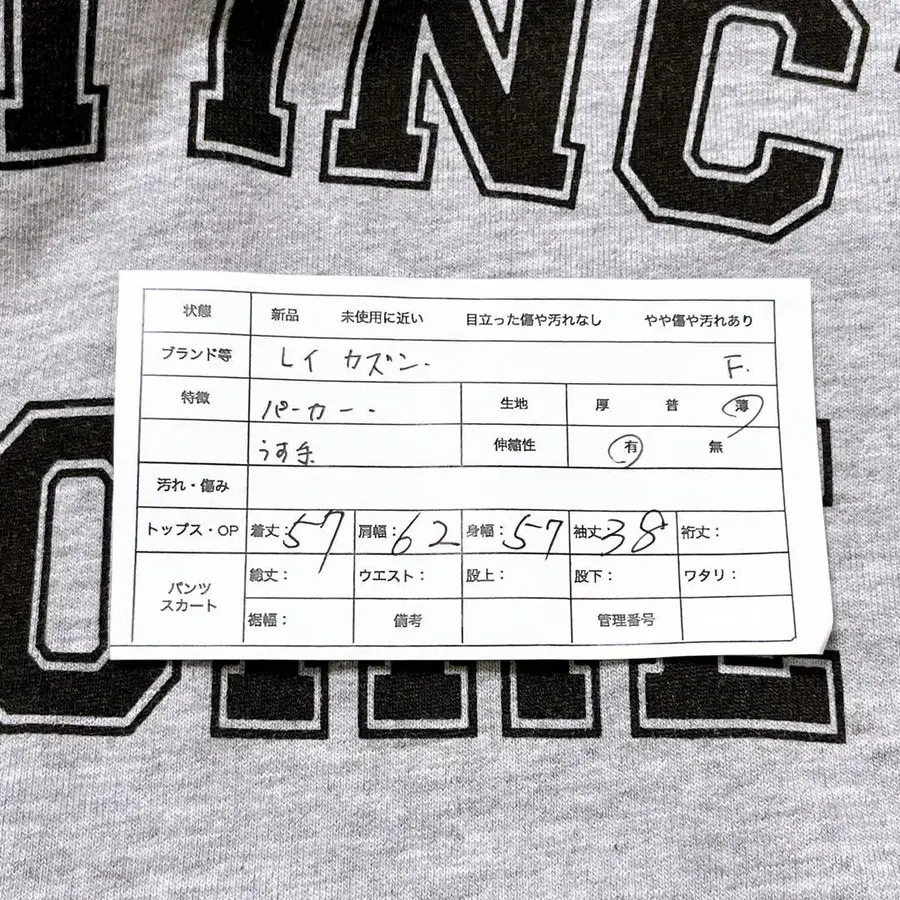 INC
状態 新品 未使用に近い 目立った傷や汚れなし やや傷や汚れあり
ブランド等 レイ カズン. F.
特徴 パーカー. 生地 厚 普 薄
伸縮性 有 無
汚れ・傷み
トップス・OP 着丈:57 肩幅:62 身幅:57 袖丈38 裄丈:
パンツ スカート 総丈: ウエスト: 股上: 股下: ワタリ:
裾幅: 備考 管理番号